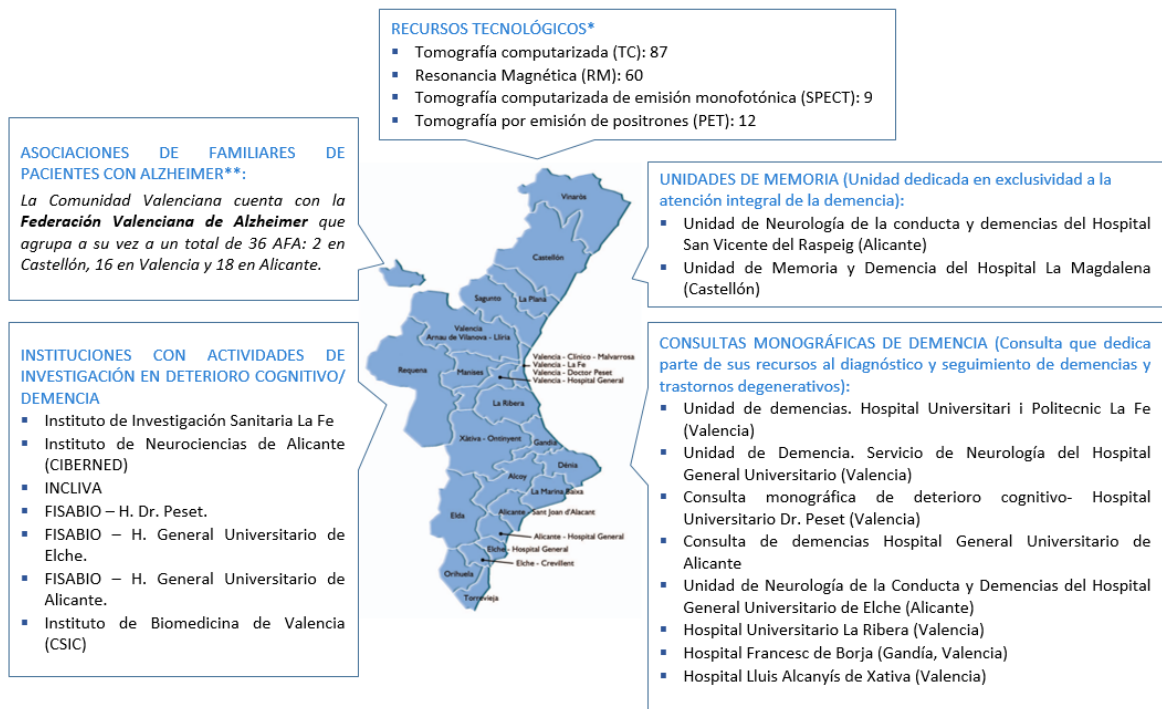 RECURSOS TECNOLÓGICOS*
▪ Tomografía computarizada (TC): 87
▪ Resonancia Magnética (RM): 60
▪ Tomografía computarizada de emisión monofotónica (SPECT): 9
▪ Tomografía por emisión de positrones (PET): 12
ASOCIACIONES DE FAMILIARES DE
PACIENTES CON ALZHEIMER**:
La Comunidad Valenciana cuenta con la
Federación Valenciana de Alzheimer que
agrupa a su vez a un total de 36 AFA: 2 en
Castellón, 16 en Valencia y 18 en Alicante.
UNIDADES DE MEMORIA (Unidad dedicada en exclusividad a la
atención integral de la demencia):
▪ Unidad de Neurología de la conducta y demencias del Hospital
San Vicente del Raspeig (Alicante)
▪ Unidad de Memoria y Demencia del Hospital La Magdalena
(Castellón)
INSTITUCIONES CON ACTIVIDADES DE
INVESTIGACIÓN EN DETERIORO COGNITIVO/
DEMENCIA
▪ Instituto de Investigación Sanitaria La Fe
▪ Instituto de Neurociencias de Alicante
(CIBERNED)
▪ INCLIVA
▪ FISABIO – H. Dr. Peset.
▪ FISABIO – H. General Universitario de
Elche.
▪ FISABIO – H. General Universitario de
Alicante.
▪ Instituto de Biomedicina de Valencia
(CSIC)
Vinaròs
Castellón
La Plana
Sagunto
Valencia
Arnau de Vilanova - Llíria
Valencia - Clínico - Malvarrosa
Valencia - La Fe
Valencia - Doctor Peset
Valencia - Hospital General
Requena
Manises
La Ribera
Xàtiva - Ontinyent
Gandia
Dénia
Alcoy
La Marina Baixa
Elda
Alicante - Sant Joan d'Alacant
Alicante - Hospital General
Elche - Hospital General
Elche - Crevillent
Orihuela
Torrevieja
CONSULTAS MONOGRÁFICAS DE DEMENCIA (Consulta que dedica
parte de sus recursos al diagnóstico y seguimiento de demencias y
trastornos degenerativos):
▪ Unidad de demencias. Hospital Universitari i Politecnic La Fe
(Valencia)
▪ Unidad de Demencia. Servicio de Neurología del Hospital
General Universitario (Valencia)
▪ Consulta monográfica de deterioro cognitivo- Hospital
Universitario Dr. Peset (Valencia)
▪ Consulta de demencias Hospital General Universitario de
Alicante
▪ Unidad de Neurología de la Conducta y Demencias del Hospital
General Universitario de Elche (Alicante)
▪ Hospital Universitario La Ribera (Valencia)
▪ Hospital Francesc de Borja (Gandía, Valencia)
▪ Hospital Lluis Alcanyís de Xativa (Valencia)